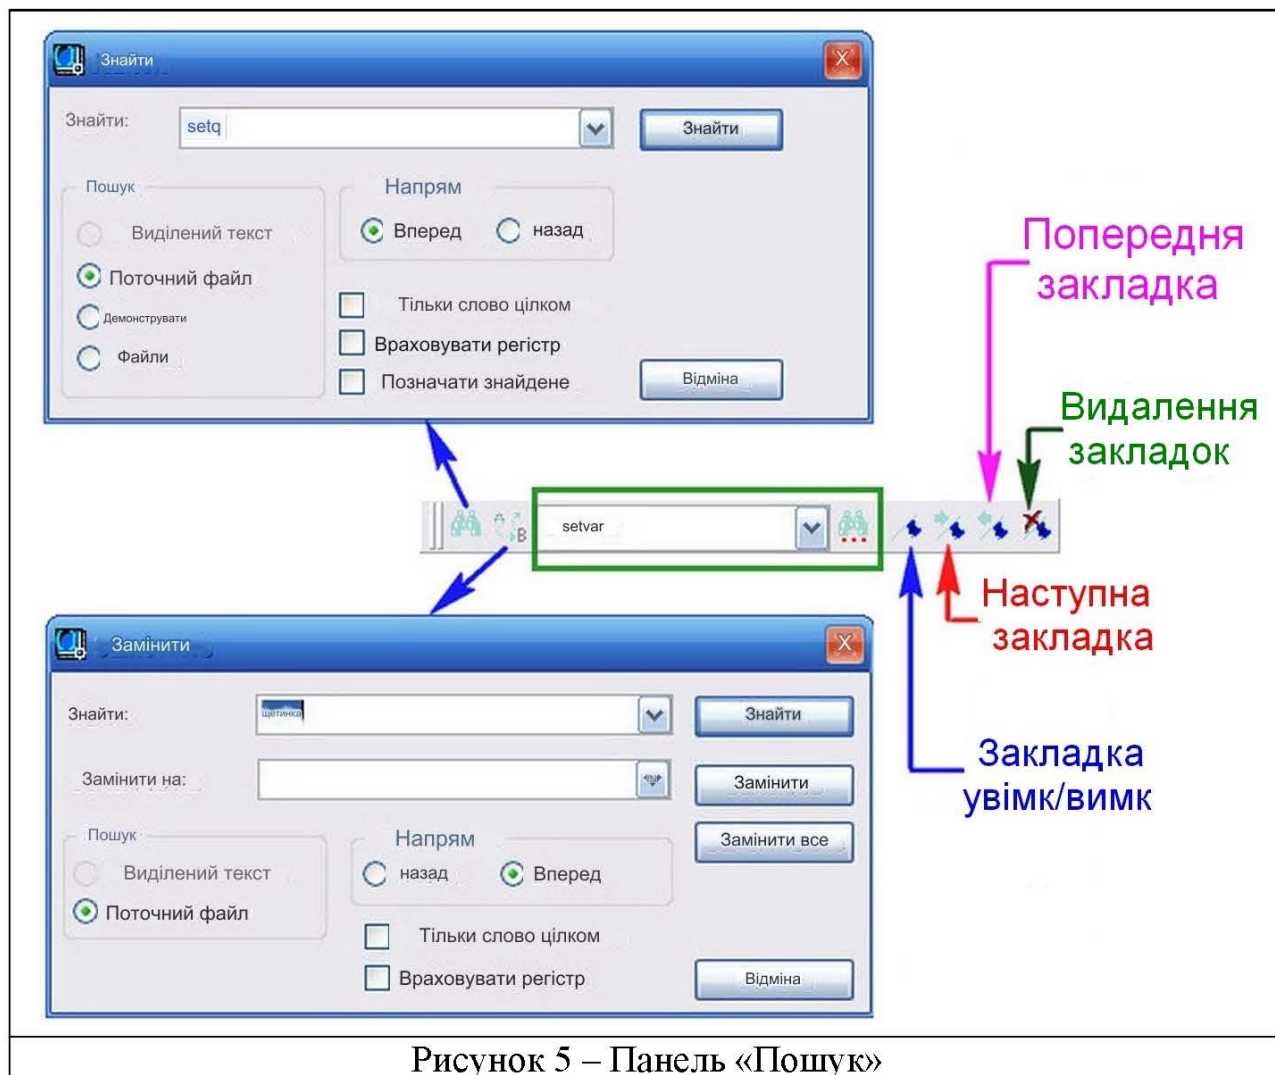 Знайти
Знайти:
setq
Знайти
Пошук
Напрям
Виділений текст
Вперед
назад
Поточний файл
Тільки слово цілком
Демонструвати
Враховувати регістр
Файли
Позначати знайдене
Відміна
Попередня
закладка
Видалення
закладок
A
B
setvar
Наступна
закладка
Закладка
увімк/вимк
Замінити
Знайти:
щетинка
Знайти
Замінити на:
Замінити
Пошук
Напрям
Замінити все
Виділений текст
назад
Вперед
Поточний файл
Тільки слово цілком
Враховувати регістр
Відміна
Рисунок 5 – Панель «Пошук»